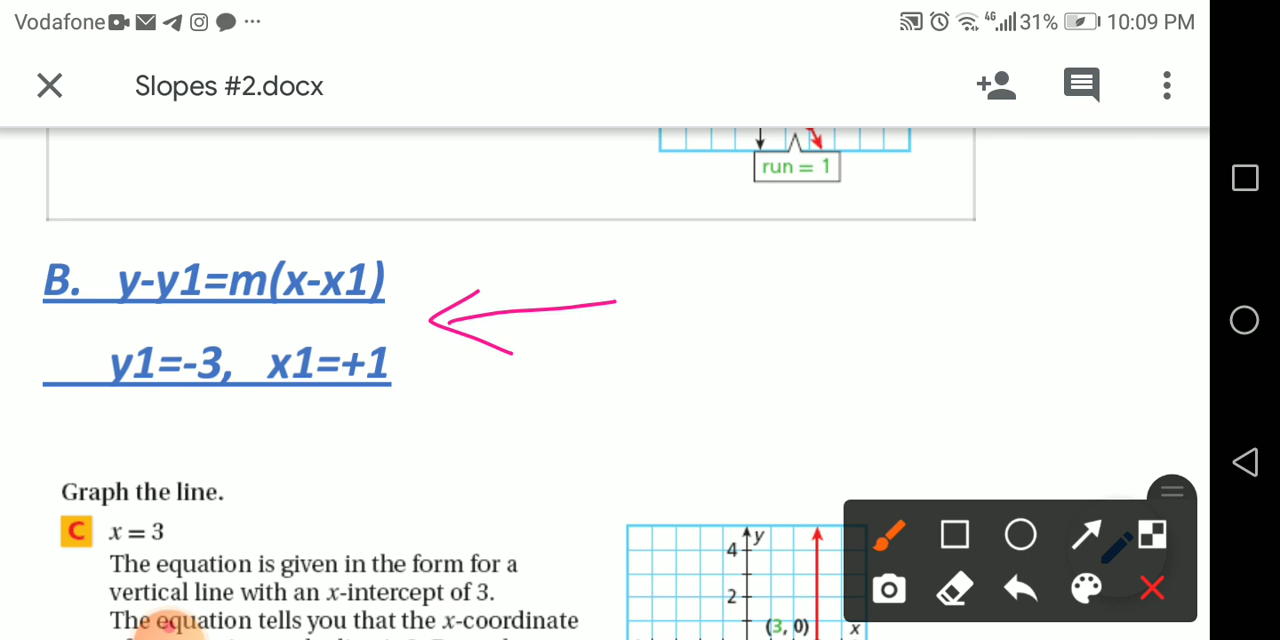 Vodafone ... 4G 31% 10:09 PM
Slopes #2.docx
run = 1
B. y-y1=m(x-x1)
y1=-3, x1=+1
Graph the line.
C x = 3
The equation is given in the form for a
vertical line with an x-intercept of 3.
The equation tells you that the x-coordinate
y
4
2
(3, 0)
x